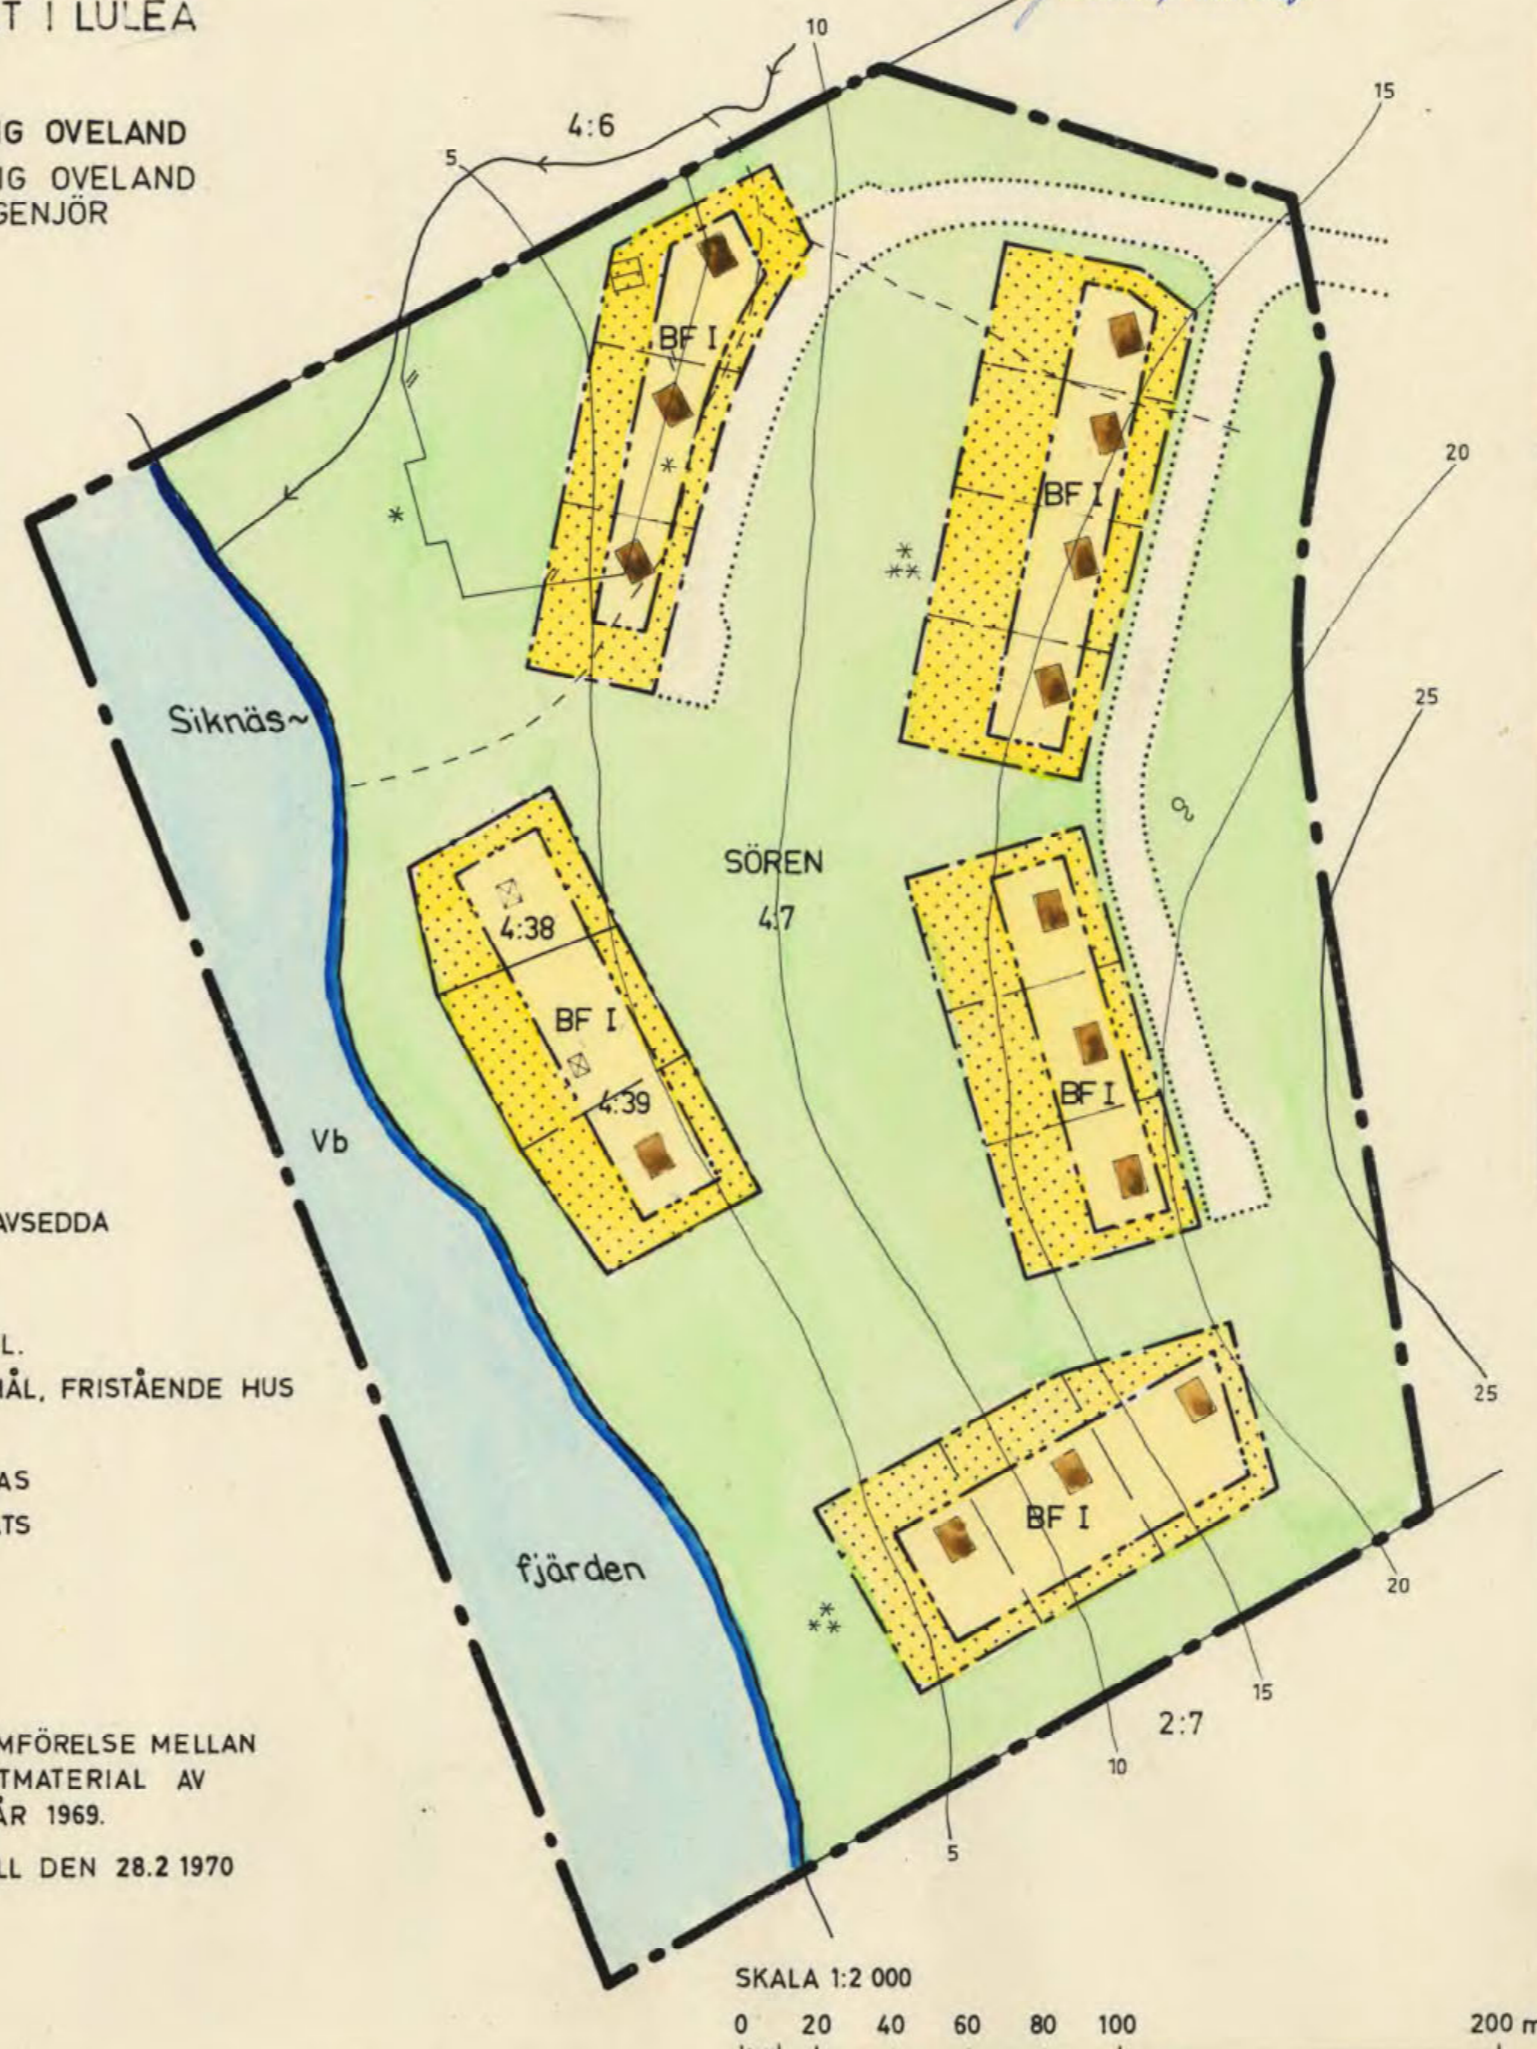 T I LULEA
IG OVELAND
IG OVELAND
GENJÖR
10
15
4:6
5
BF I
20
BF I
25
Siknäs~
SÖREN
4:7
4:38
BF I
4:39
BF I
Vb
AVSEDDA
L.
ÅL, FRISTÅENDE HUS
25
AS
TS
BF I
fjärden
20
15
2:7
MFÖRELSE MELLAN
TMATERIAL AV
ÅR 1969.
10
5
LL DEN 28.2 1970
SKALA 1:2 000
0 20 40 60 80 100 200 m